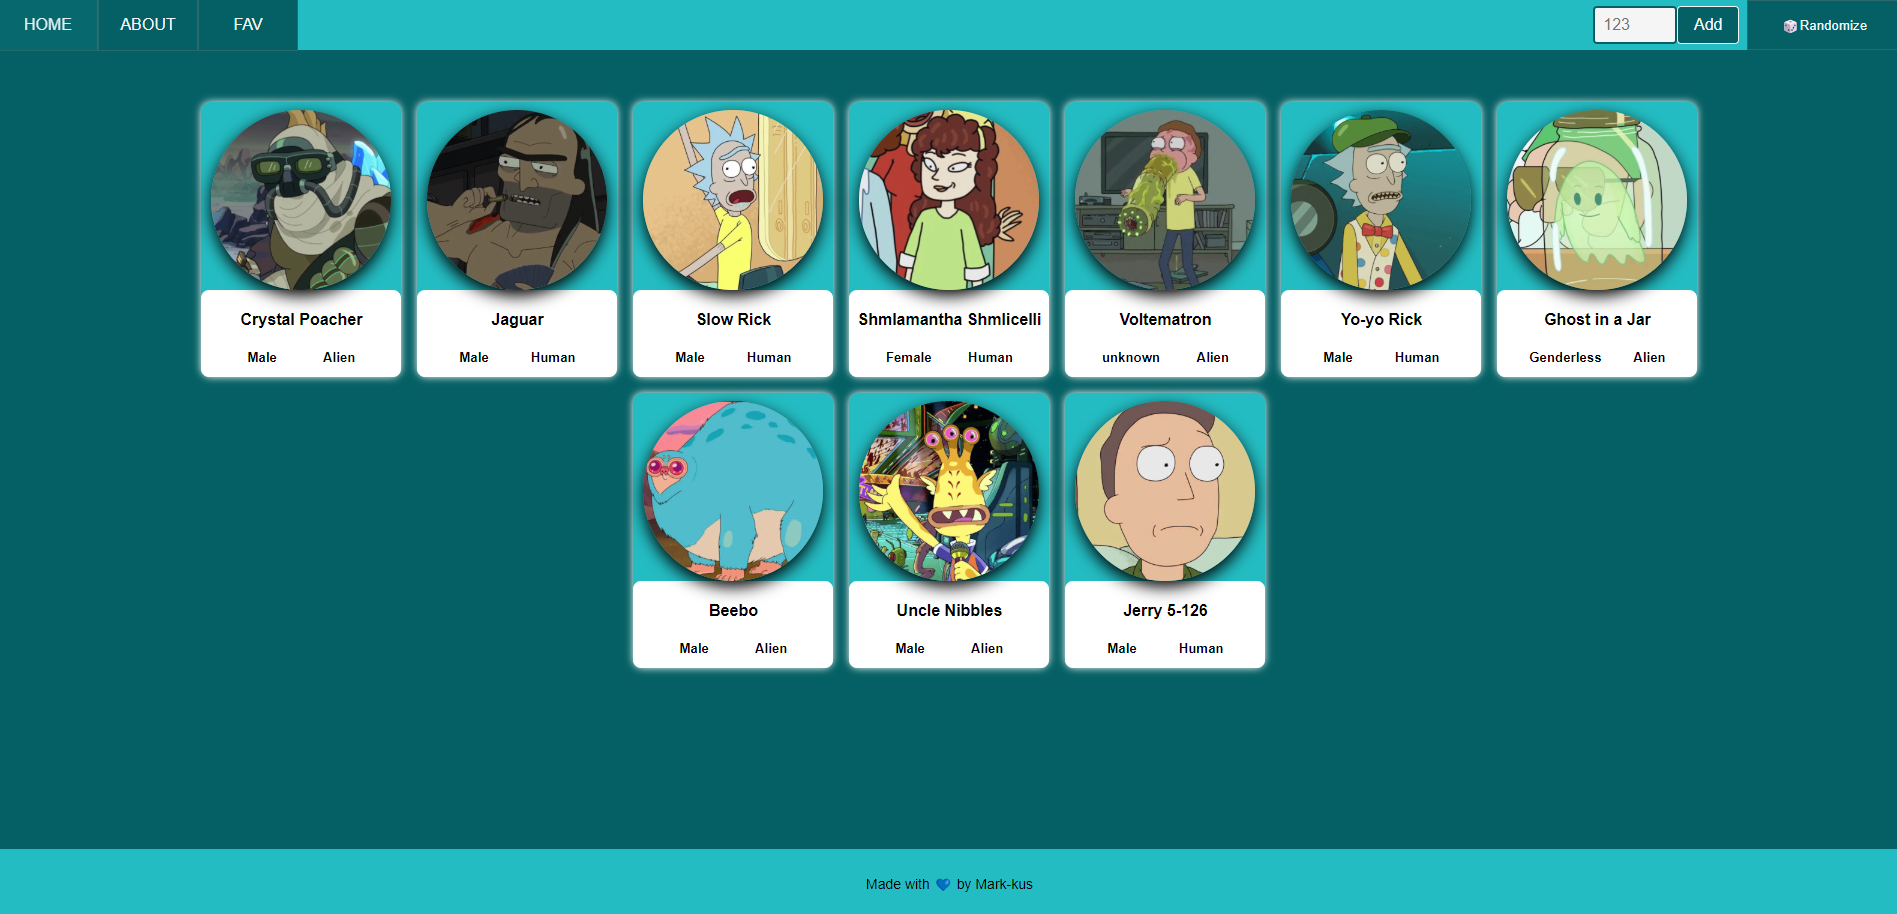 HOME ABOUT FAV 123 Add Randomize
Crystal Poacher
Male Alien
Jaguar
Male Human
Slow Rick
Male Human
Shmlamantha Shmlicelli
Female Human
Voltematron
unknown Alien
Yo-yo Rick
Male Human
Ghost in a Jar
Genderless Alien
Beebo
Male Alien
Uncle Nibbles
Male Alien
Jerry 5-126
Male Human
Made with 💙 by Mark-kus